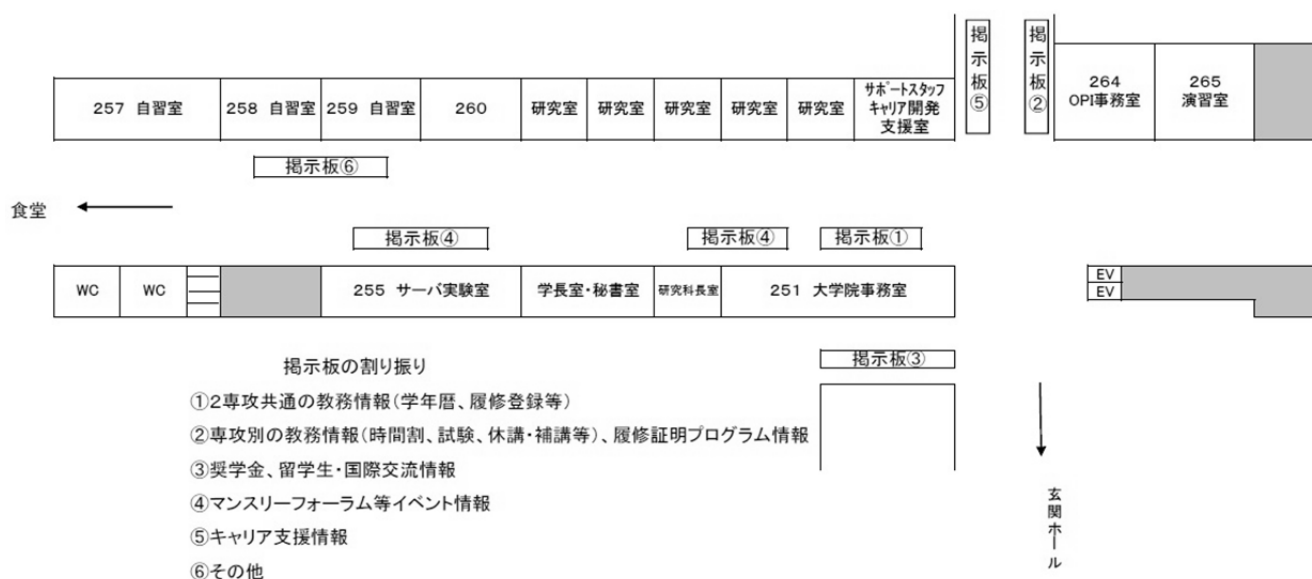 掲示板⑤
掲示板②
257 自習室
258 自習室
259 自習室
260
研究室
研究室
研究室
研究室
研究室
サポートスタッフ
キャリア開発
支援室
264
OPI事務室
265
演習室
掲示板⑥
食堂
掲示板④
掲示板④
掲示板①
WC
WC
255 サーバ実験室
学長室・秘書室
研究科長室
251 大学院事務室
EV
EV
掲示板③
掲示板の割り振り
①2専攻共通の教務情報(学年暦、履修登録等)
②専攻別の教務情報(時間割、試験、休講・補講等)、履修証明プログラム情報
③奨学金、留学生・国際交流情報
④マンスリーフォーラム等イベント情報
⑤キャリア支援情報
⑥その他
玄関ホール